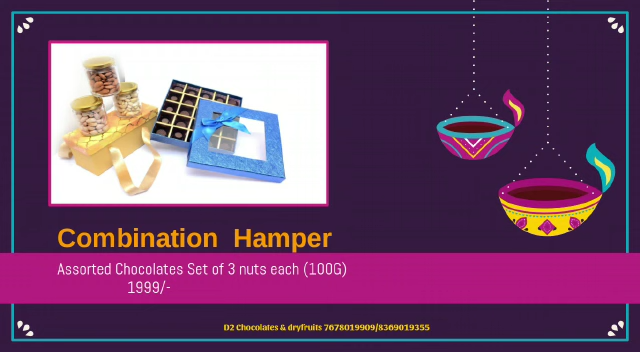 Combination Hamper
Assorted Chocolates Set of 3 nuts each (100G)
1999/-
D2 Chocolates & dryfruits 7678019909/8369019355